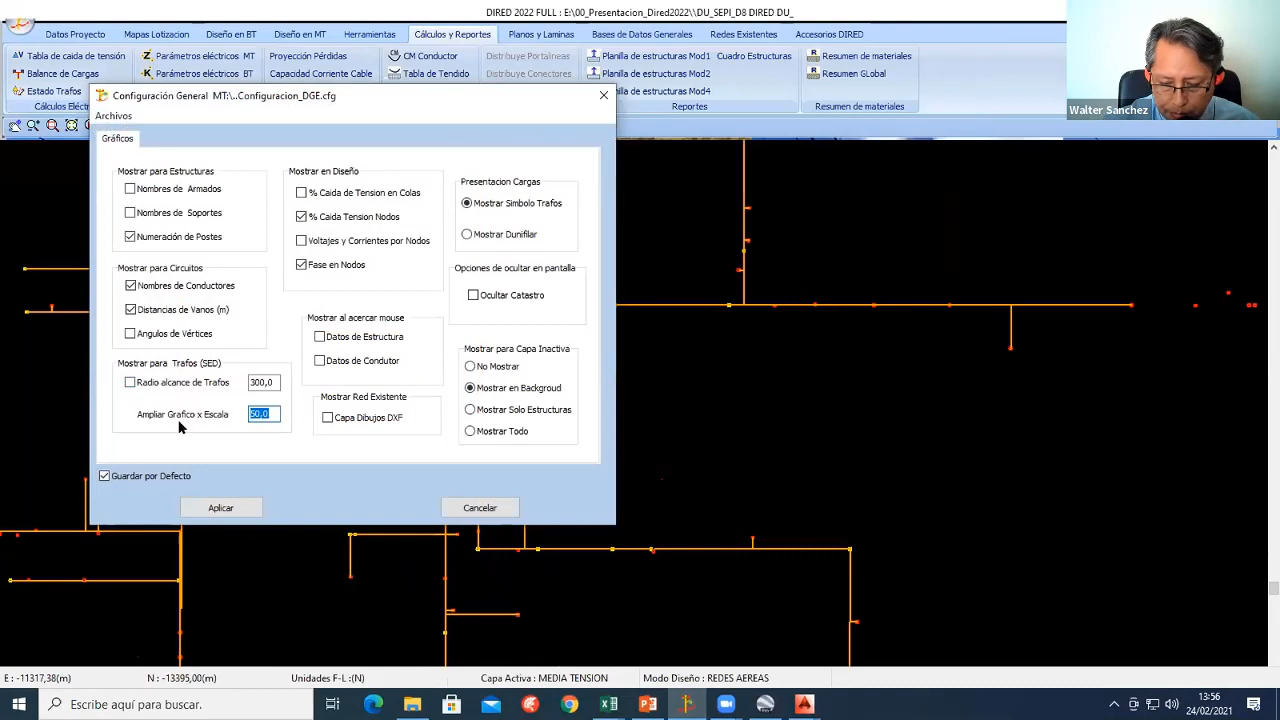 DIRED 2022 FULL : E:\00_Presentacion_Dired2022\\DU_SEPI_D8 DIRED DU_
Datos Proyecto
Mapas Lotizacion
Diseño en BT
Diseño en MT
Herramientas
Cálculos y Reportes
Planos y Laminas
Bases de Datos Generales
Redes Existentes
Accesorios DIRED
Tabla de caida de tensión
Parámetros eléctricos MT
Proyección Pérdidas
CM Conductor
Distribuye Portalineas
Planilla de estructuras Mod1
Cuadro Estructuras
Resumen de materiales
Balance de Cargas
Parámetros eléctricos BT
Capacidad Corriente Cable
Tabla de Tendido
Distribuye Conectores
Planilla de estructuras Mod2
Resumen GLobal
Estado Trafos
Planilla de estructuras Mod4
Reportes
Resumen de materiales
Configuración General MT:\..Configuracion_DGE.cfg
Archivos
Gráficos
Mostrar para Estructuras
Nombres de Armados
Nombres de Soportes
Numeración de Postes
Mostrar para Circuitos
Nombres de Conductores
Distancias de Vanos (m)
Angulos de Vértices
Mostrar para Trafos (SED)
Radio alcance de Trafos 300,0
Ampliar Grafico x Escala 50,0
Mostrar en Diseño
% Caida de Tension en Colas
% Caida Tension Nodos
Voltajes y Corrientes por Nodos
Fase en Nodos
Mostrar al acercar mouse
Datos de Estructura
Datos de Condutor
Mostrar Red Existente
Capa Dibujos DXF
Presentacion Cargas
Mostrar Simbolo Trafos
Mostrar Dunifilar
Opciones de ocultar en pantalla
Ocultar Catastro
Mostrar para Capa Inactiva
No Mostrar
Mostrar en Backgroud
Mostrar Solo Estructuras
Mostrar Todo
Guardar por Defecto
Aplicar
Cancelar
Walter Sanchez
E : -11317,38(m)
N : -13395,00(m)
Unidades F-L :(N)
Capa Activa : MEDIA TENSION
Modo Diseño : REDES AEREAS
Escribe aquí para buscar.
13:56
24/02/2021